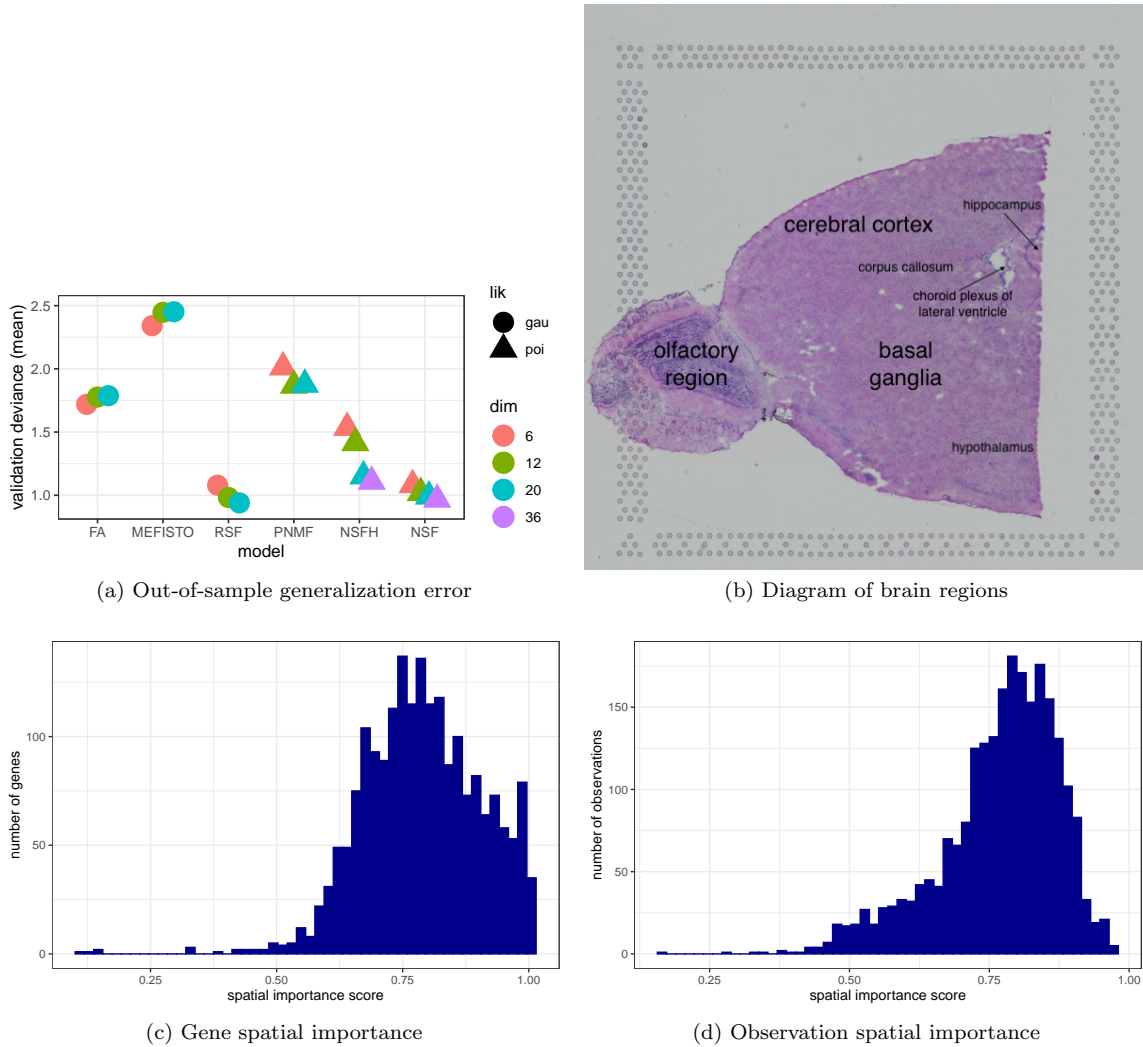 validation deviance (mean)
2.5
2.0
1.5
1.0
FA MEFISTO RSF PNMF NSFH NSF
model
lik
gau
poi
dim
6
12
20
36
(a) Out-of-sample generalization error
cerebral cortex
hippocampus
corpus callosum
choroid plexus of
lateral ventricle
olfactory
region
basal
ganglia
hypothalamus
(b) Diagram of brain regions
number of genes
100
50
0
0.25 0.50 0.75 1.00
spatial importance score
(c) Gene spatial importance
number of observations
150
100
50
0
0.25 0.50 0.75 1.00
spatial importance score
(d) Observation spatial importance